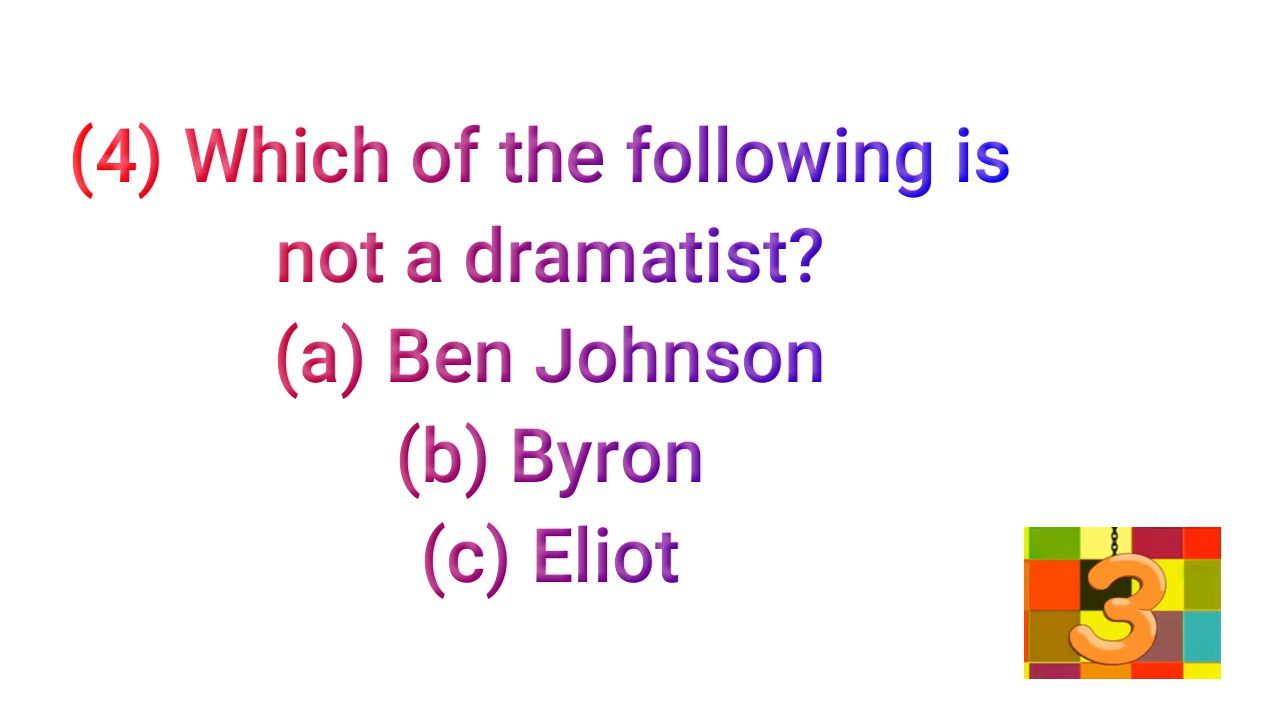 (4) Which of the following is
not a dramatist?
(a) Ben Johnson
(b) Byron
(c) Eliot
3